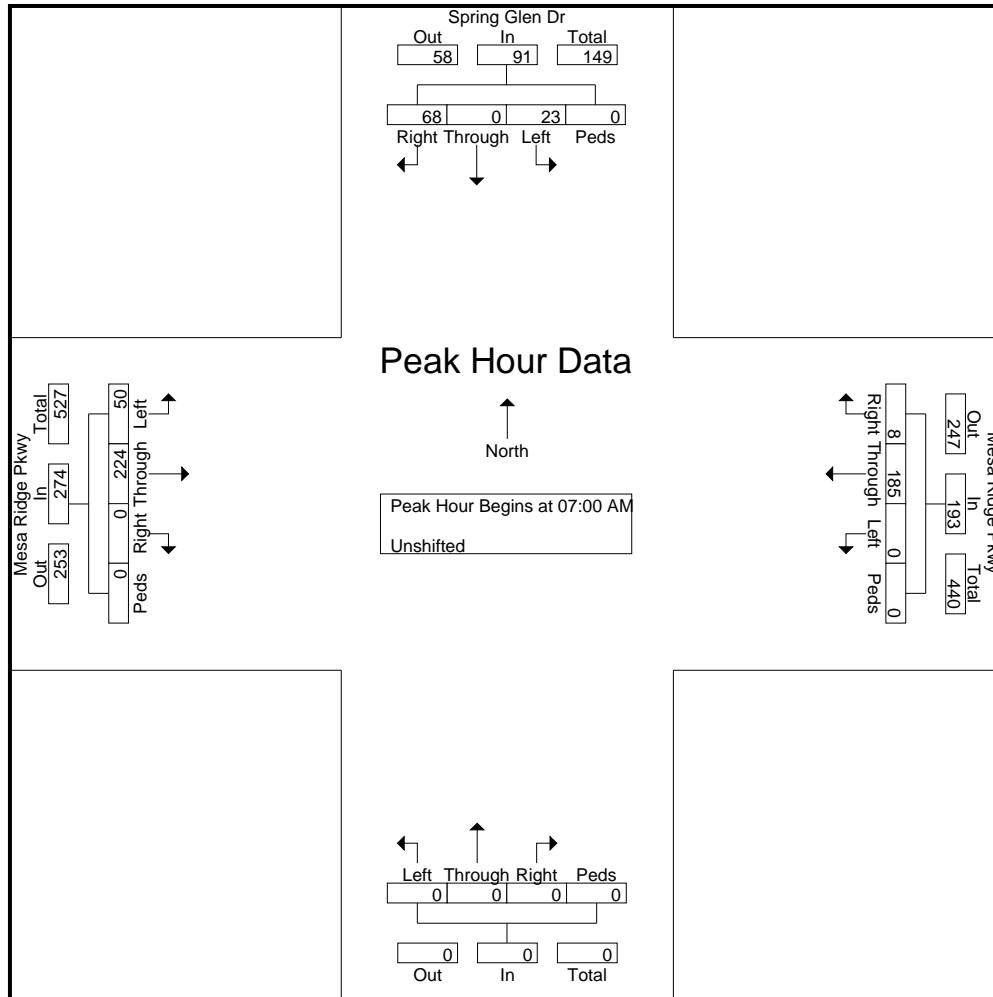 Spring Glen Dr
Out In Total
58 91 149
68 0 23 0
Right Through Left Peds
Peak Hour Data
North
Peak Hour Begins at 07:00 AM
Unshifted
Mesa Ridge Pkwy
Out In Total
253 274 527
50 224 0 0
Left Through Right Peds
Mesa Ridge Pkwy
Out In Total
247 193 440
8 185 0 0
Right Through Left Peds
Left Through Right Peds
0 0 0 0
0 0 0
Out In Total